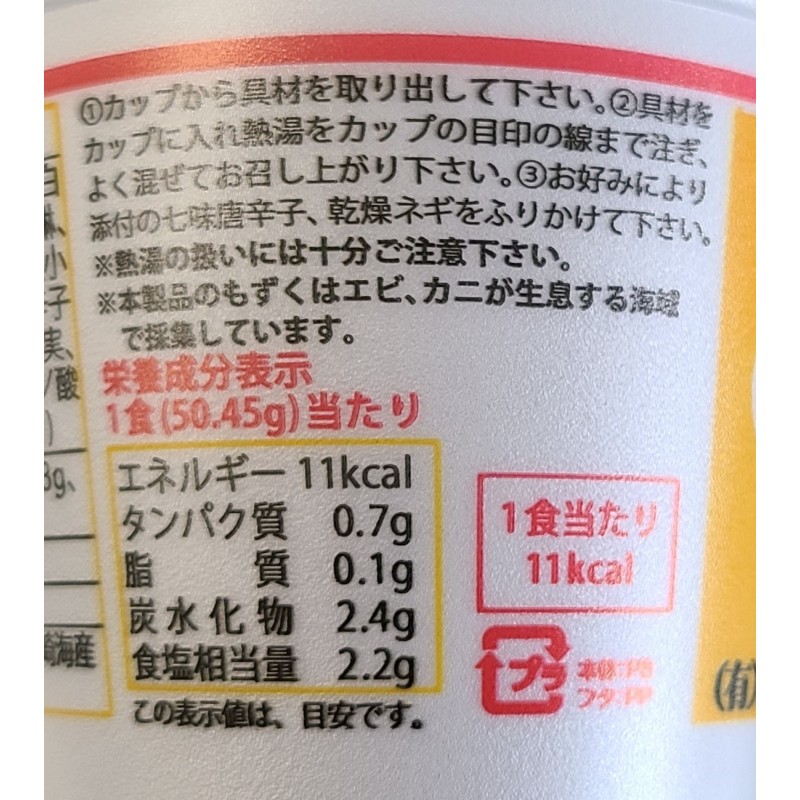 ①カップから具材を取り出して下さい。②具材を
カップに入れ熱湯をカップの目印の線まで注ぎ、
よく混ぜてお召し上がり下さい。③お好みにより
添付の七味唐辛子、乾燥ネギをふりかけて下さい。
※熱湯の扱いには十分ご注意下さい。
※本製品のもずくはエビ、カニが生息する海域
で採集しています。
栄養成分表示
1食(50.45g)当たり
エネルギー 11kcal
タンパク質 0.7g
脂質 0.1g
炭水化物 2.4g
食塩相当量 2.2g
この表示値は、目安です。
1食当たり
11kcal
プラ
小
子
実、
酸
)
3g、
海産
(有)